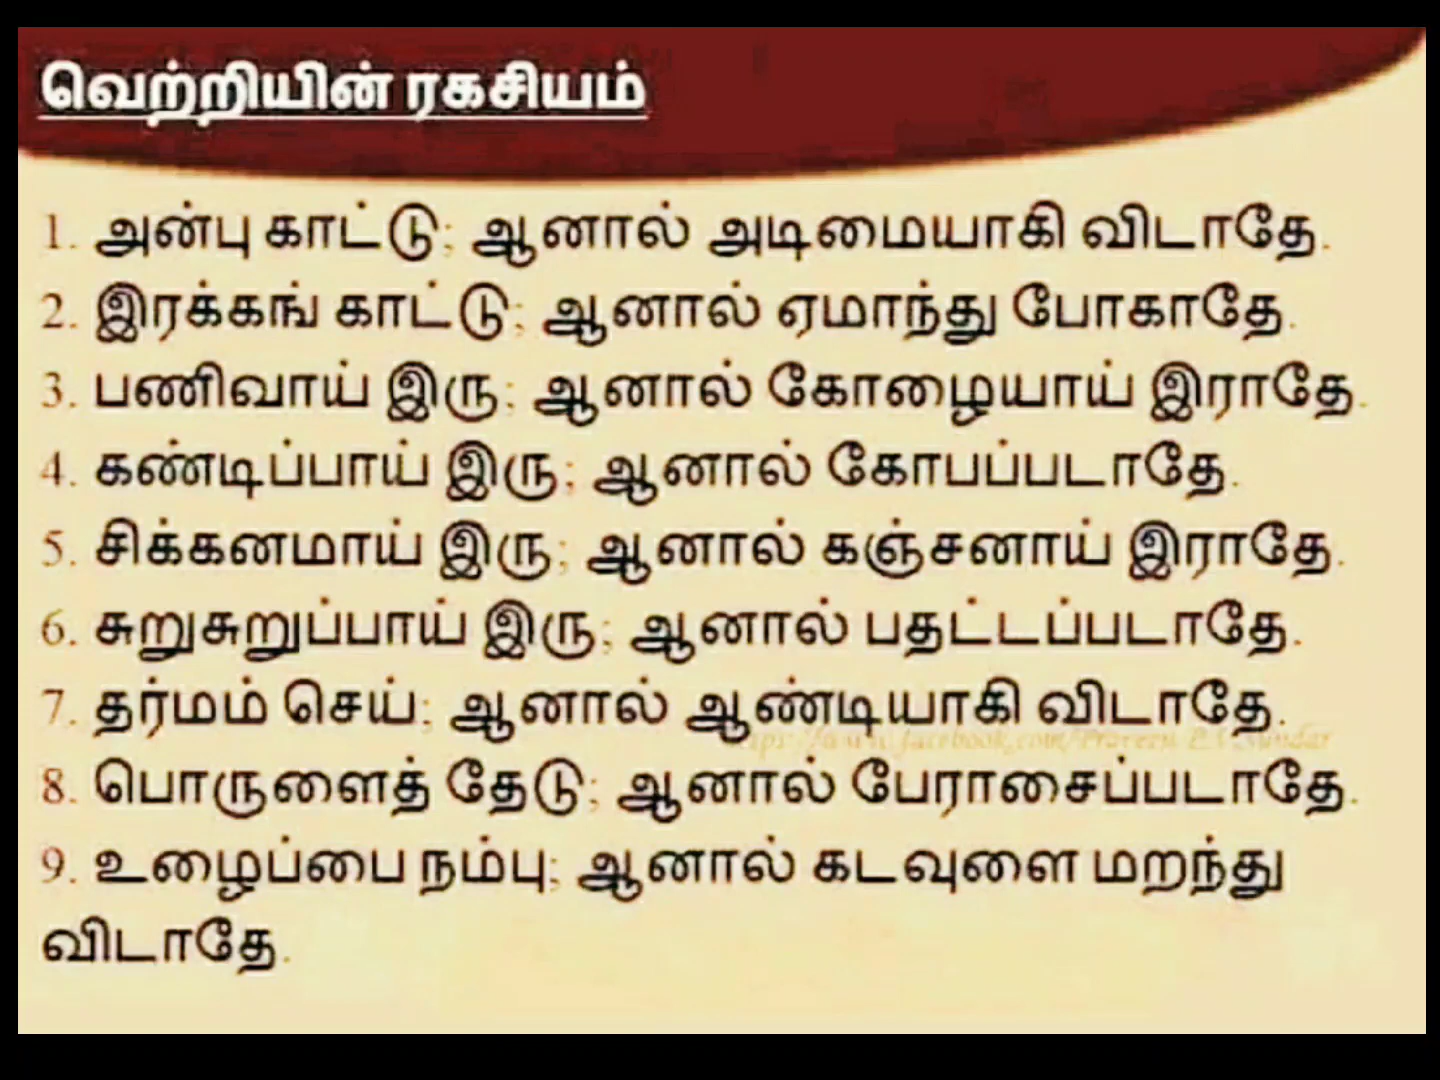 வெற்றியின் ரகசியம்
1. அன்பு காட்டு; ஆனால் அடிமையாகி விடாதே.
2. இரக்கங் காட்டு; ஆனால் ஏமாந்து போகாதே.
3. பணிவாய் இரு; ஆனால் கோழையாய் இராதே.
4. கண்டிப்பாய் இரு; ஆனால் கோபப்படாதே.
5. சிக்கனமாய் இரு; ஆனால் கஞ்சனாய் இராதே.
6. சுறுசுறுப்பாய் இரு; ஆனால் பதட்டப்படாதே.
7. தர்மம் செய்; ஆனால் ஆண்டியாகி விடாதே.
8. பொருளைத் தேடு; ஆனால் பேராசைப்படாதே.
9. உழைப்பை நம்பு; ஆனால் கடவுளை மறந்து
விடாதே.